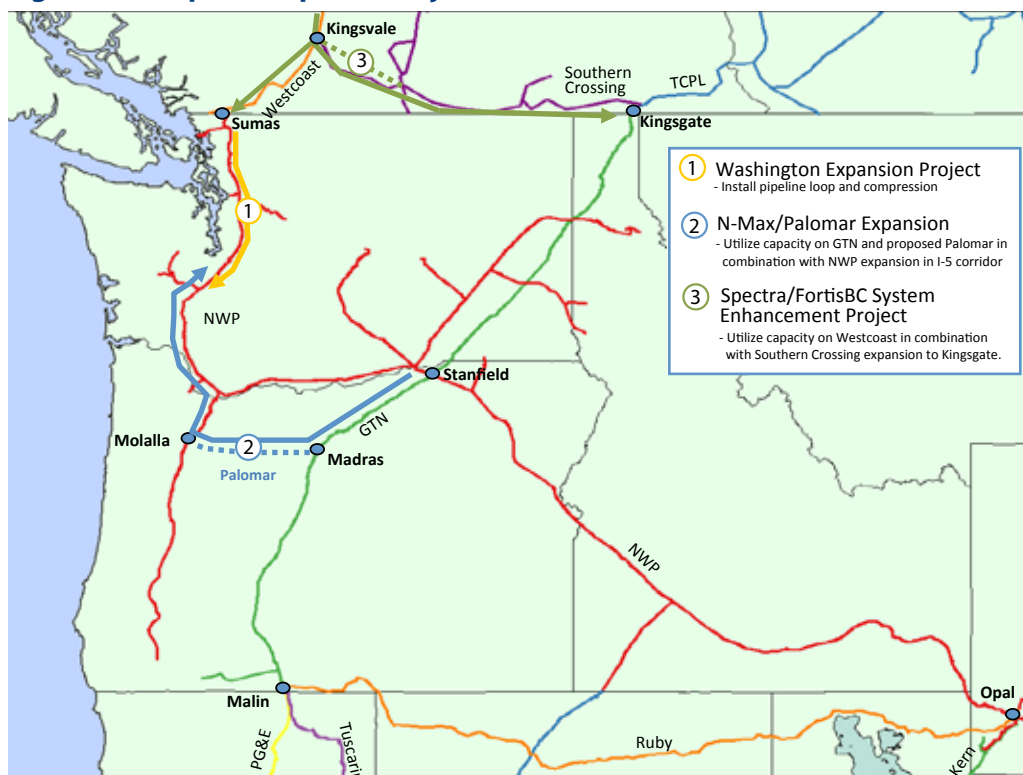 Kingsvale
3
Westcoast
Southern
Crossing
TCPL
Sumas
Kingsgate
1
1 Washington Expansion Project
- Install pipeline loop and compression
2 N-Max/Palomar Expansion
- Utilize capacity on GTN and proposed Palomar in
combination with NWP expansion in I-5 corridor
3 Spectra/FortisBC System
Enhancement Project
- Utilize capacity on Westcoast in combination
with Southern Crossing expansion to Kingsgate.
NWP
Stanfield
GTN
Molalla
2
Madras
Palomar
NWP
Malin
Opal
PG&E
Tuscarin
Ruby
Kern